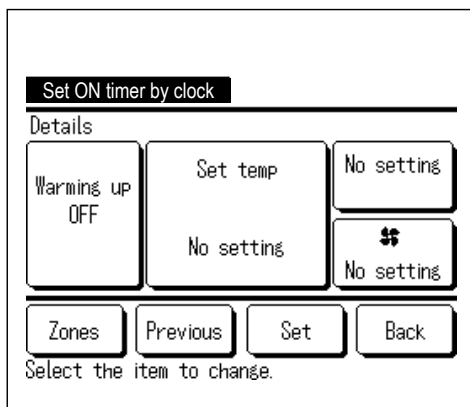 Set ON timer by clock
Details
Warming up
OFF
Set temp
No setting
No setting
No setting
Zones
Previous
Set
Back
Select the item to change.